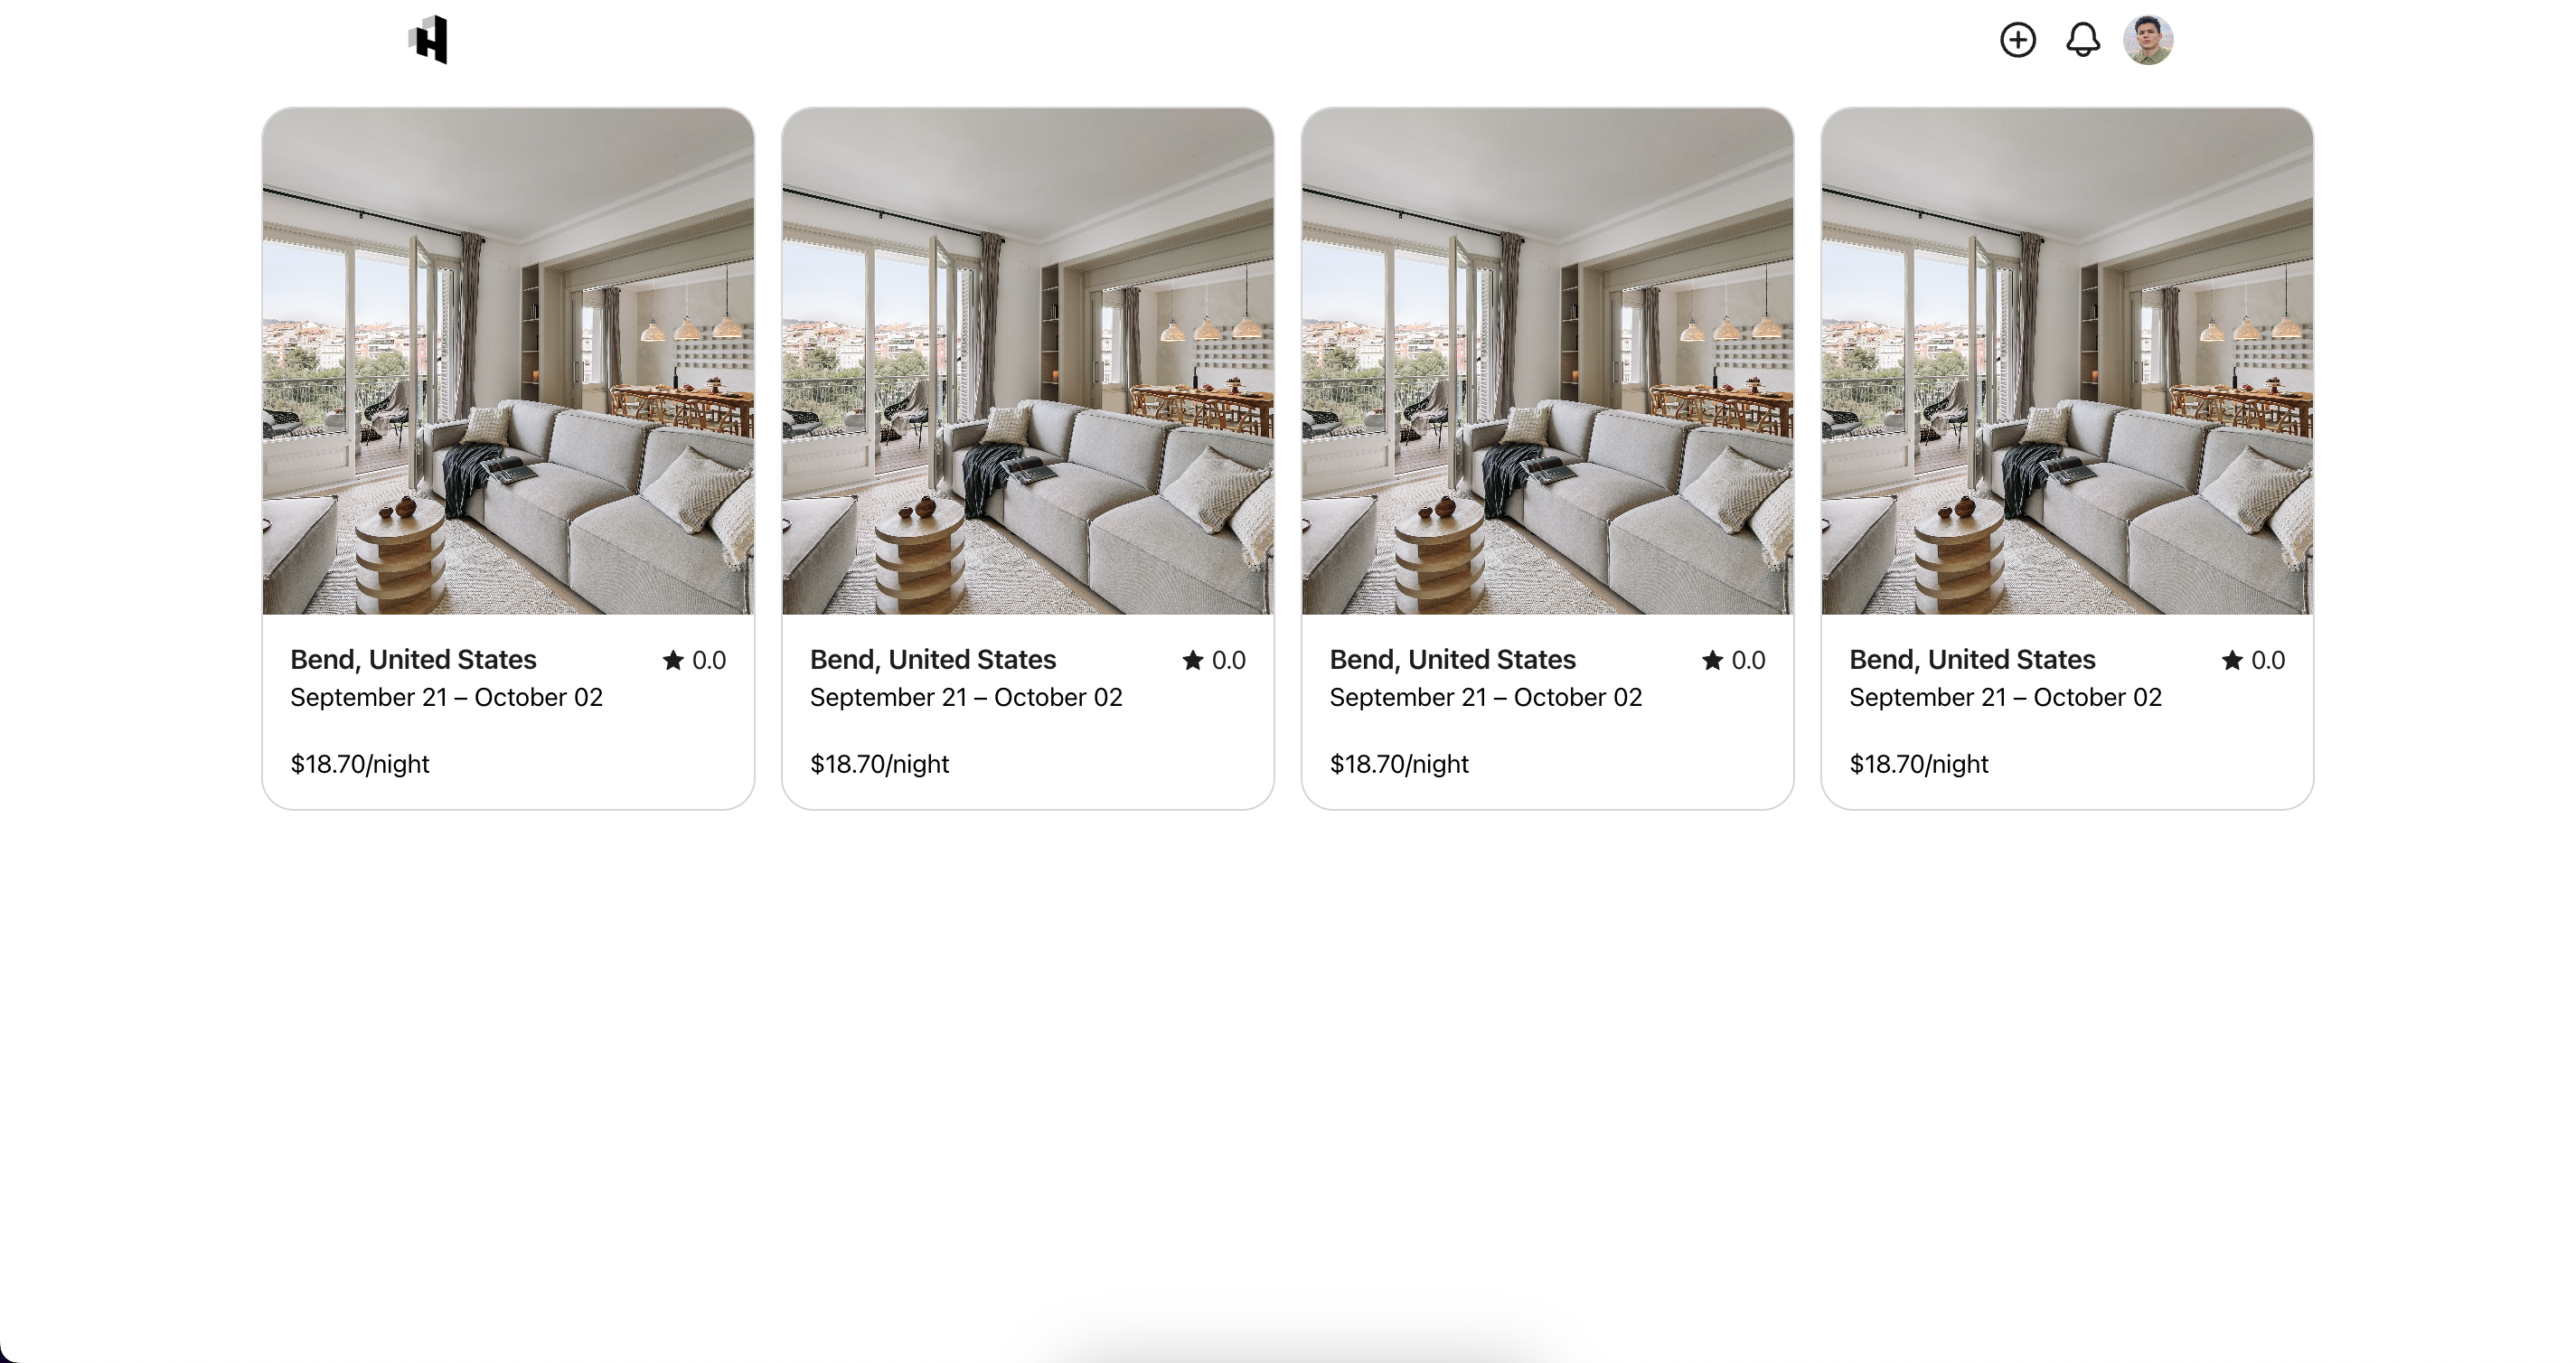 Bend, United States ★ 0.0
September 21 – October 02
$18.70/night
Bend, United States ★ 0.0
September 21 – October 02
$18.70/night
Bend, United States ★ 0.0
September 21 – October 02
$18.70/night
Bend, United States ★ 0.0
September 21 – October 02
$18.70/night